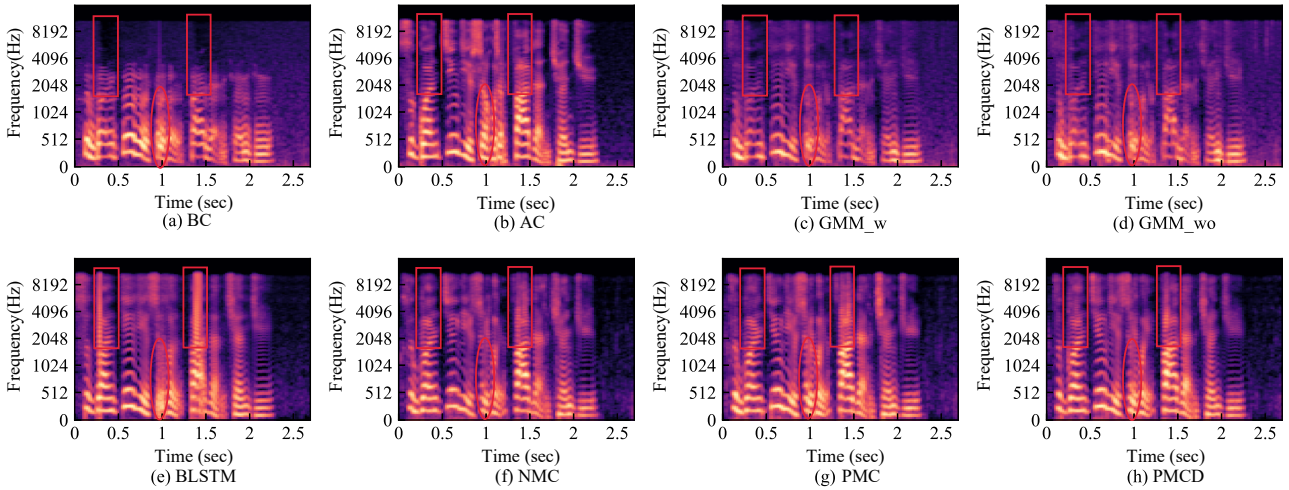 Frequency(Hz)
8192
4096
2048
1024
512
0
0 0.5 1 1.5 2 2.5
Time (sec)
(a) BC
Frequency(Hz)
8192
4096
2048
1024
512
0
0 0.5 1 1.5 2 2.5
Time (sec)
(b) AC
Frequency(Hz)
8192
4096
2048
1024
512
0
0 0.5 1 1.5 2 2.5
Time (sec)
(c) GMM_w
Frequency(Hz)
8192
4096
2048
1024
512
0
0 0.5 1 1.5 2 2.5
Time (sec)
(d) GMM_wo
Frequency(Hz)
8192
4096
2048
1024
512
0
0 0.5 1 1.5 2 2.5
Time (sec)
(e) BLSTM
Frequency(Hz)
8192
4096
2048
1024
512
0
0 0.5 1 1.5 2 2.5
Time (sec)
(f) NMC
Frequency(Hz)
8192
4096
2048
1024
512
0
0 0.5 1 1.5 2 2.5
Time (sec)
(g) PMC
Frequency(Hz)
8192
4096
2048
1024
512
0
0 0.5 1 1.5 2 2.5
Time (sec)
(h) PMCD